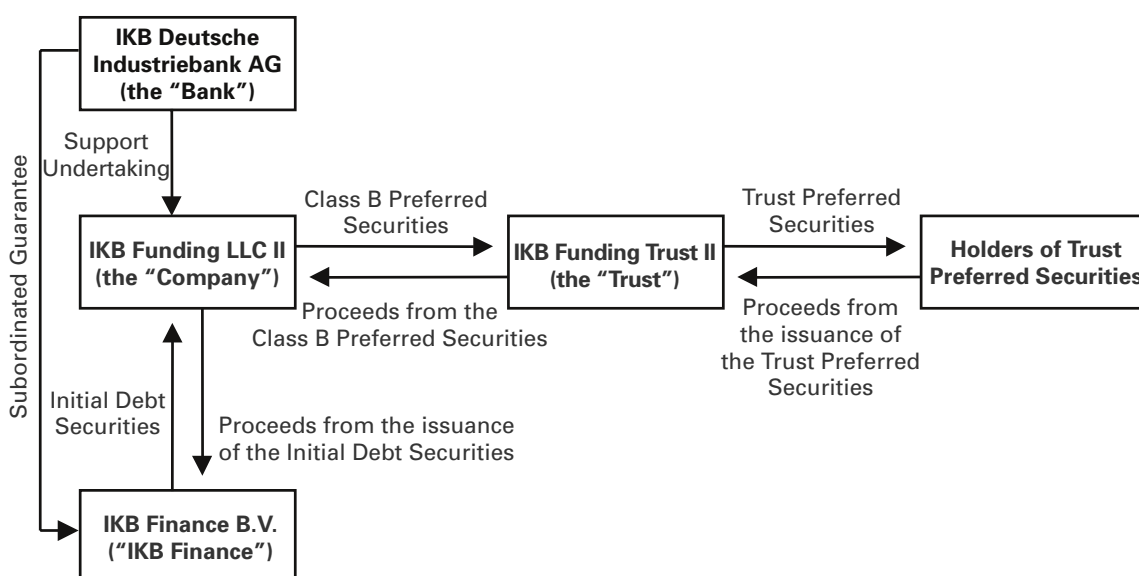 IKB Deutsche
Industriebank AG
(the “Bank”)
Support
Undertaking
Subordinated Guarantee
Class B Preferred
Securities
Trust Preferred
Securities
IKB Funding LLC II
(the “Company”)
IKB Funding Trust II
(the “Trust”)
Holders of Trust
Preferred Securities
Proceeds from the
Class B Preferred Securities
Proceeds from
the issuance of
the Trust Preferred
Securities
Initial Debt
Securities
Proceeds from the issuance
of the Initial Debt Securities
IKB Finance B.V.
(“IKB Finance”)